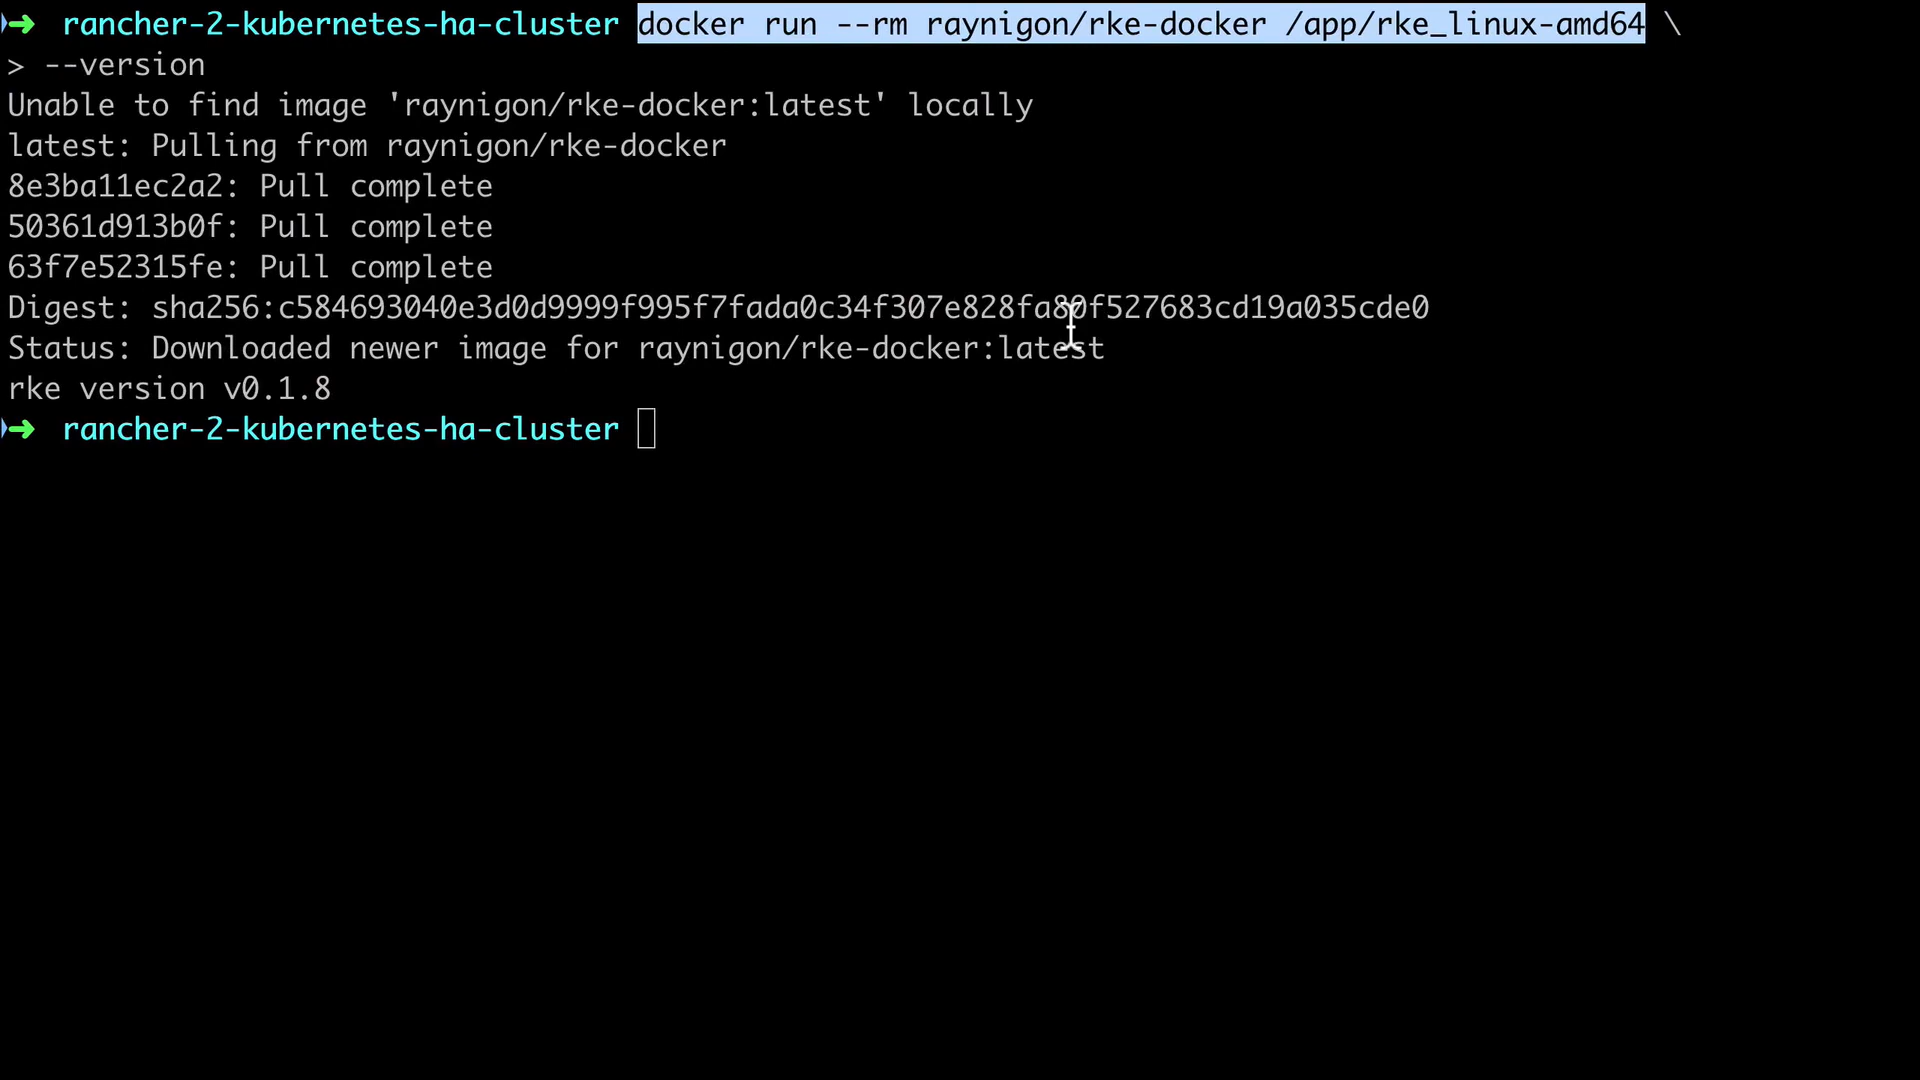 ➜ rancher-2-kubernetes-ha-cluster docker run --rm raynigon/rke-docker /app/rke_linux-amd64 \
> --version
Unable to find image 'raynigon/rke-docker:latest' locally
latest: Pulling from raynigon/rke-docker
8e3ba11ec2a2: Pull complete
50361d913b0f: Pull complete
63f7e52315fe: Pull complete
Digest: sha256:c584693040e3d0d9999f995f7fada0c34f307e828fa80f527683cd19a035cde0
Status: Downloaded newer image for raynigon/rke-docker:latest
rke version v0.1.8
➜ rancher-2-kubernetes-ha-cluster